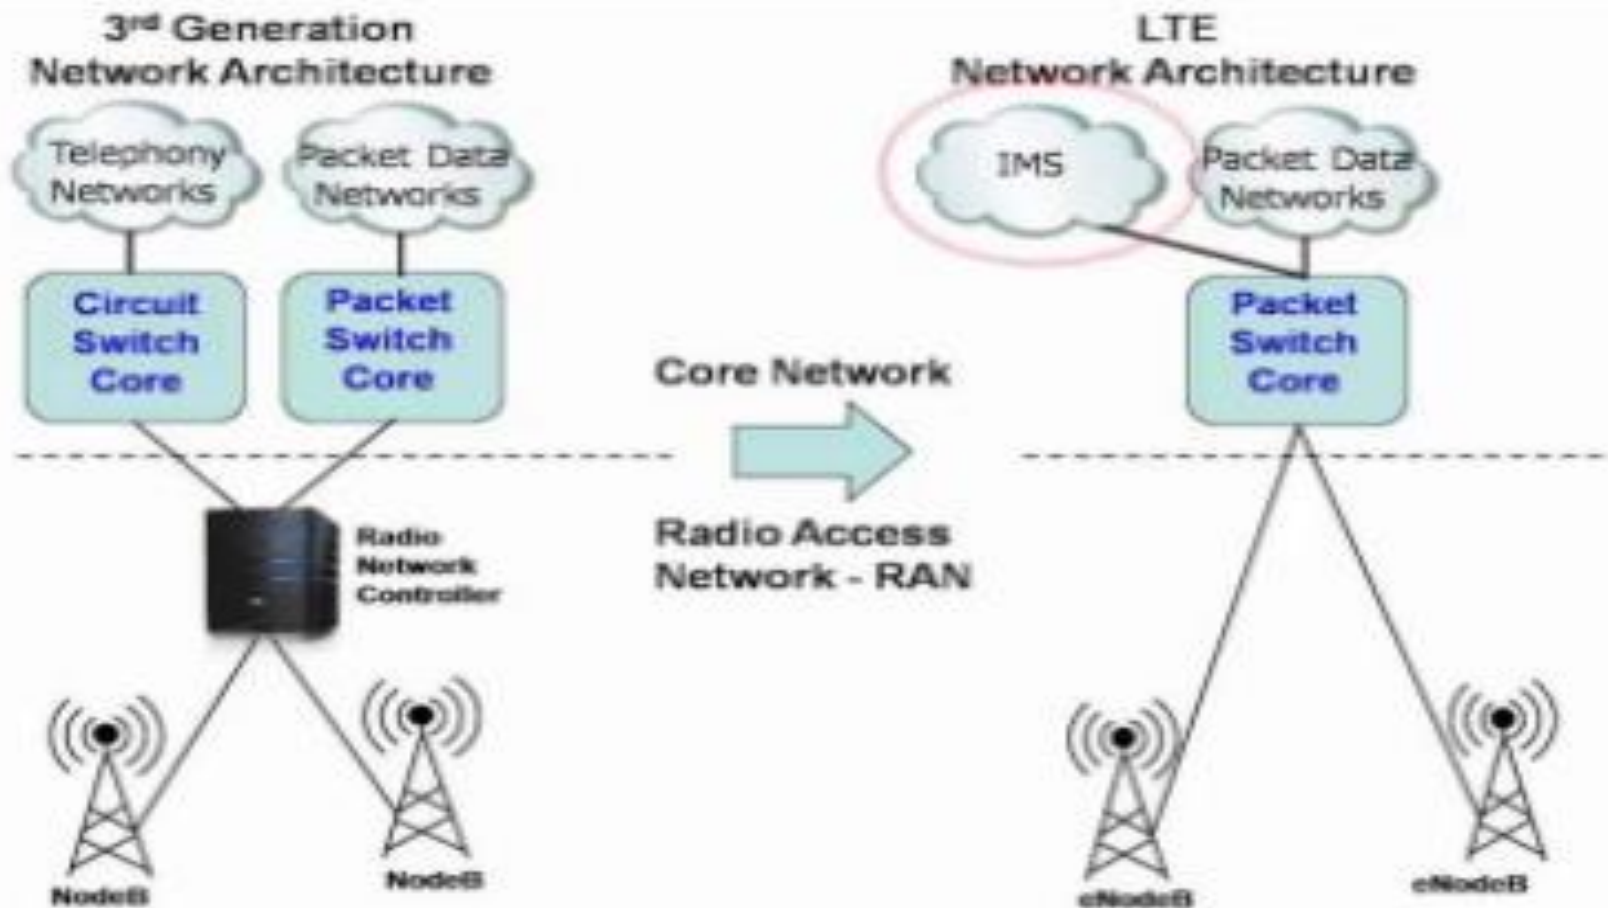 3rd Generation
Network Architecture
Telephony
Networks
Packet Data
Networks
Circuit
Switch
Core
Packet
Switch
Core
Radio
Network
Controller
NodeB
NodeB
Core Network
Radio Access
Network - RAN
LTE
Network Architecture
IMS
Packet Data
Networks
Packet
Switch
Core
eNodeB
eNodeB